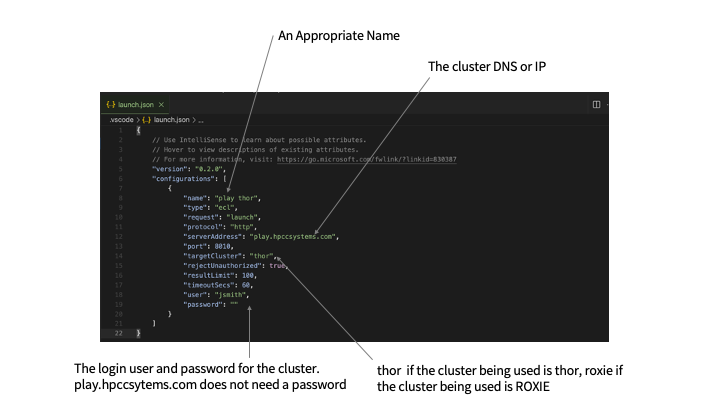 An Appropriate Name
The cluster DNS or IP
{..} launch.json ×
.vscode > {..} launch.json > ...
1 {
2 // Use IntelliSense to learn about possible attributes.
3 // Hover to view descriptions of existing attributes.
4 // For more information, visit: https://go.microsoft.com/fwlink/?linkid=830387
5 "version": "0.2.0",
6 "configurations": [
7 {
8 "name": "play thor",
9 "type": "ecl",
10 "request": "launch",
11 "protocol": "http",
12 "serverAddress": "play.hpccsystems.com",
13 "port": 8010,
14 "targetCluster": "thor",
15 "rejectUnauthorized": true,
16 "resultLimit": 100,
17 "timeoutSecs": 60,
18 "user": "jsmith",
19 "password": ""
20 }
21 ]
22 }
The login user and password for the cluster.
play.hpccsytems.com does not need a password
thor if the cluster being used is thor, roxie if
the cluster being used is ROXIE